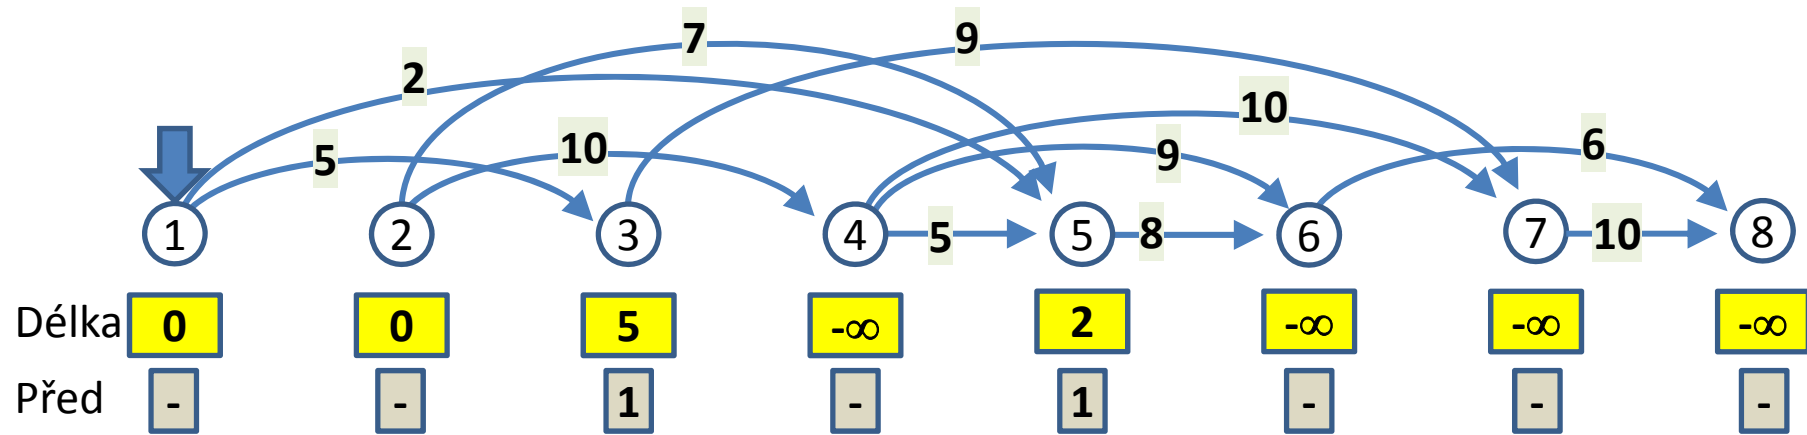 7 9
2 10
5 10 9 6
1 2 3 4 5 5 8 6 7 10 8
Délka 0 0 5 -∞ 2 -∞ -∞ -∞
Před - - 1 - 1 - - -